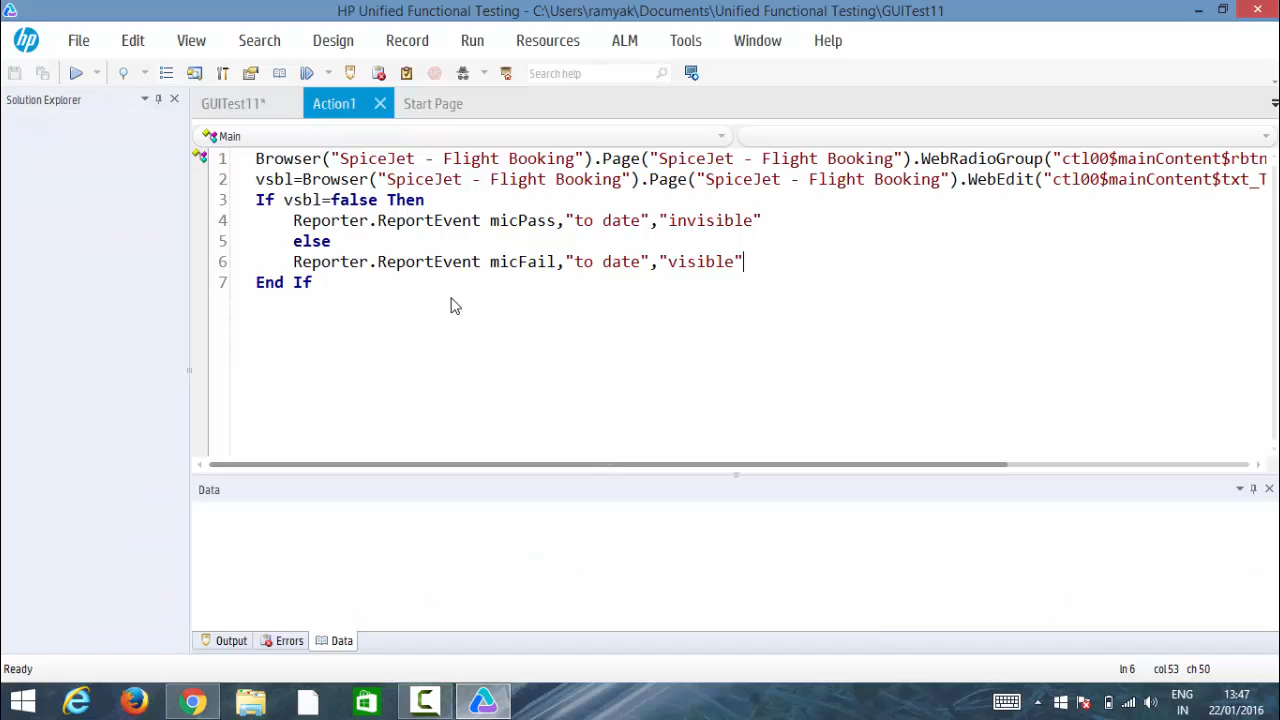 HP Unified Functional Testing - C:\Users\ramyak\Documents\Unified Functional Testing\GUITest11
hp File Edit View Search Design Record Run Resources ALM Tools Window Help
Search help
Solution Explorer
GUITest11* Action1 Start Page
Main
1 Browser("SpiceJet - Flight Booking").Page("SpiceJet - Flight Booking").WebRadioGroup("ctl00$mainContent$rbtn
2 vsbl=Browser("SpiceJet - Flight Booking").Page("SpiceJet - Flight Booking").WebEdit("ctl00$mainContent$txt_T
3 If vsbl=false Then
4 Reporter.ReportEvent micPass,"to date","invisible"
5 else
6 Reporter.ReportEvent micFail,"to date","visible"
7 End If
Data
Output Errors Data
Ready Ln 6 col 53 ch 50
ENG 13:47
IN 22/01/2016